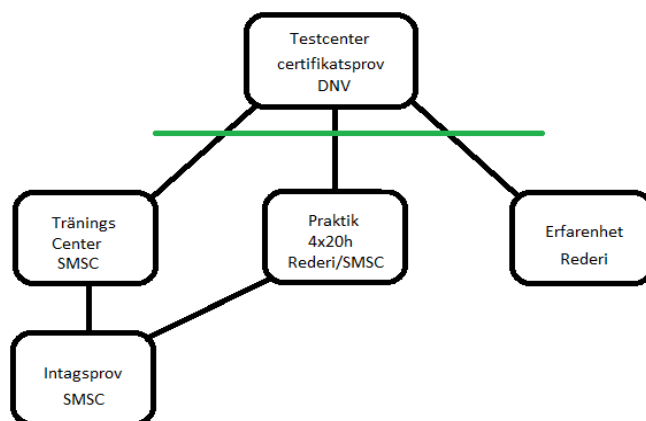 Testcenter
certifikatsprov
DNV
Tränings
Center
SMSC
Praktik
4x20h
Rederi/SMSC
Erfarenhet
Rederi
Intagsprov
SMSC